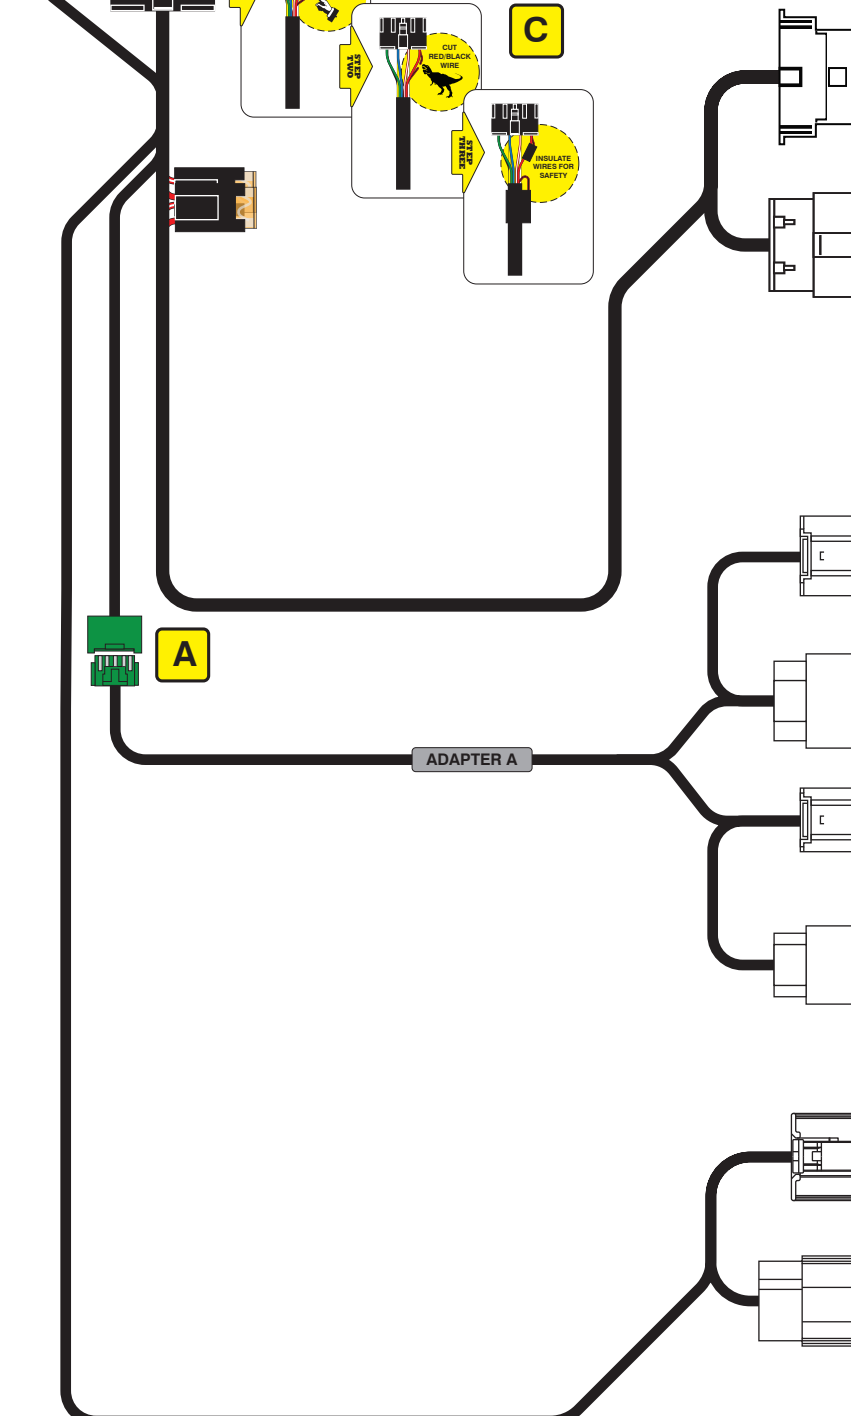 C
STEP
TWO
CUT
RED/BLACK
WIRE
STEP
THREE
INSULATE
WIRES FOR
SAFETY
A
ADAPTER A